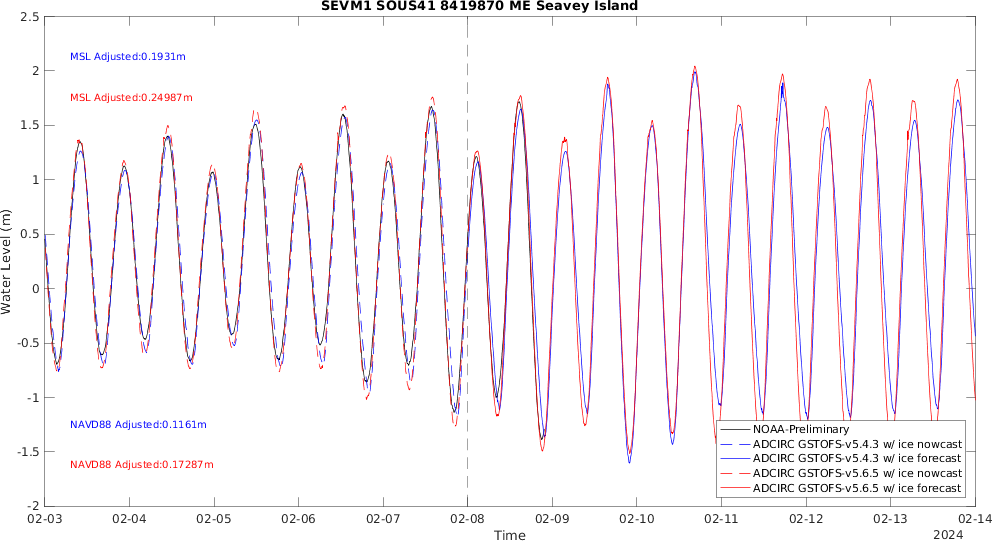 SEVM1 SOUS41 8419870 ME Seavey Island
2.5
2
1.5
1
0.5
0
-0.5
-1
-1.5
-2
Water Level (m)
MSL Adjusted:0.1931m
MSL Adjusted:0.24987m
NAVD88 Adjusted:0.1161m
NAVD88 Adjusted:0.17287m
NOAA-Preliminary
ADCIRC GSTOFS-v5.4.3 w/ ice nowcast
ADCIRC GSTOFS-v5.4.3 w/ ice forecast
ADCIRC GSTOFS-v5.6.5 w/ ice nowcast
ADCIRC GSTOFS-v5.6.5 w/ ice forecast
02-03 02-04 02-05 02-06 02-07 02-08 02-09 02-10 02-11 02-12 02-13 02-14
Time
2024